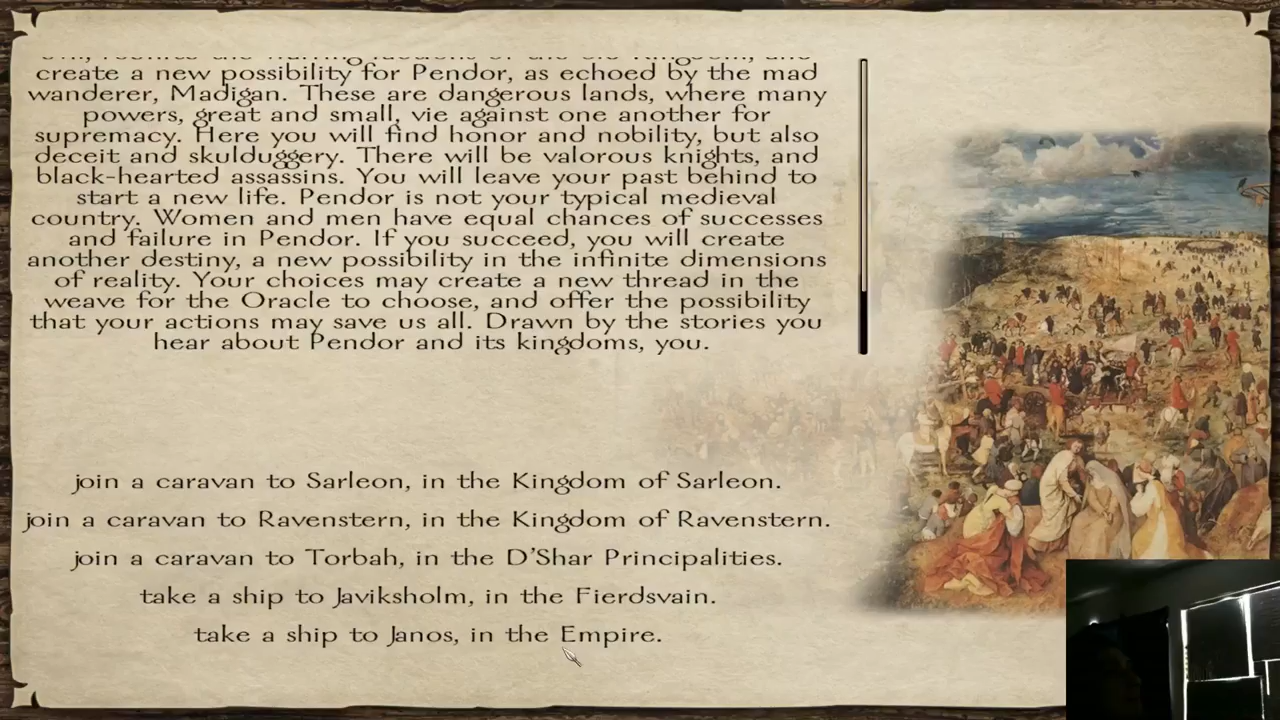 create a new possibility for Pendor, as echoed by the mad
wanderer, Madigan. These are dangerous lands, where many
powers, great and small, vie against one another for
supremacy. Here you will find honor and nobility, but also
deceit and skulduggery. There will be valorous knights, and
black-hearted assassins. You will leave your past behind to
start a new life. Pendor is not your typical medieval
country. Women and men have equal chances of successes
and failure in Pendor. If you succeed, you will create
another destiny, a new possibility in the infinite dimensions
of reality. Your choices may create a new thread in the
weave for the Oracle to choose, and offer the possibility
that your actions may save us all. Drawn by the stories you
hear about Pendor and its kingdoms, you.
join a caravan to Sarleon, in the Kingdom of Sarleon.
join a caravan to Ravenstern, in the Kingdom of Ravenstern.
join a caravan to Torbah, in the D'Shar Principalities.
take a ship to Javiksholm, in the Fierdsvain.
take a ship to Janos, in the Empire.